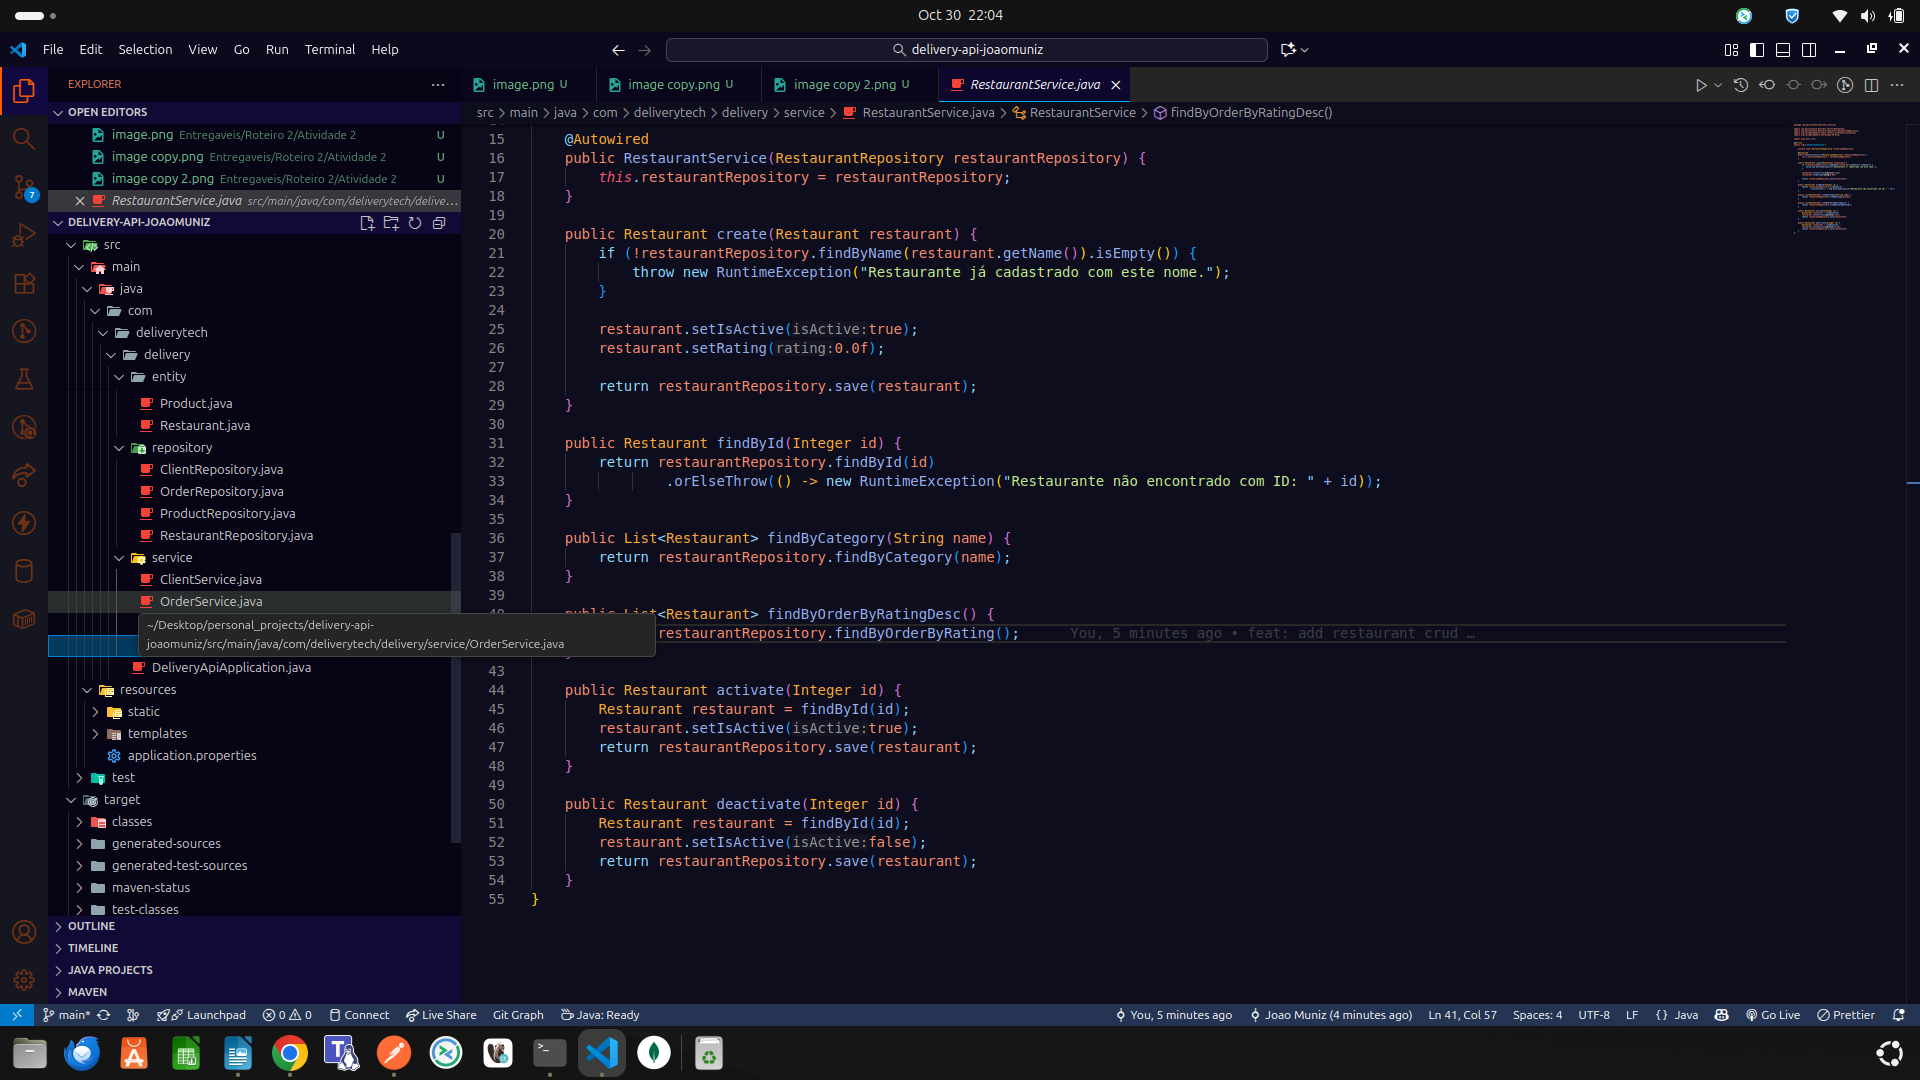 Oct 30 22:04
File Edit Selection View Go Run Terminal Help
delivery-api-joaomuniz
EXPLORER
image.png U
image copy.png U
image copy 2.png U
RestaurantService.java
OPEN EDITORS
image.png Entregaveis/Roteiro 2/Atividade 2 U
image copy.png Entregaveis/Roteiro 2/Atividade 2 U
image copy 2.png Entregaveis/Roteiro 2/Atividade 2 U
RestaurantService.java src/main/java/com/deliverytech/delive...
DELIVERY-API-JOAOMUNIZ
7
src
main
java
com
deliverytech
delivery
entity
Product.java
Restaurant.java
repository
ClientRepository.java
OrderRepository.java
ProductRepository.java
RestaurantRepository.java
service
ClientService.java
OrderService.java
~/Desktop/personal_projects/delivery-api-
joaomuniz/src/main/java/com/deliverytech/delivery/service/OrderService.java
DeliveryApiApplication.java
resources
static
templates
application.properties
test
target
classes
generated-sources
generated-test-sources
maven-status
test-classes
OUTLINE
TIMELINE
JAVA PROJECTS
MAVEN
src > main > java > com > deliverytech > delivery > service > RestaurantService.java > RestaurantService > findByOrderByRatingDesc()
15 @Autowired
16 public RestaurantService(RestaurantRepository restaurantRepository) {
17 this.restaurantRepository = restaurantRepository;
18 }
19
20 public Restaurant create(Restaurant restaurant) {
21 if (!restaurantRepository.findByName(restaurant.getName()).isEmpty()) {
22 throw new RuntimeException("Restaurante já cadastrado com este nome.");
23 }
24
25 restaurant.setIsActive(isActive:true);
26 restaurant.setRating(rating:0.0f);
27
28 return restaurantRepository.save(restaurant);
29 }
30
31 public Restaurant findById(Integer id) {
32 return restaurantRepository.findById(id)
33 .orElseThrow(() -> new RuntimeException("Restaurante não encontrado com ID: " + id));
34 }
35
36 public List<Restaurant> findByCategory(String name) {
37 return restaurantRepository.findByCategory(name);
38 }
39
40 public List<Restaurant> findByOrderByRatingDesc() {
restaurantRepository.findByOrderByRating(); You, 5 minutes ago • feat: add restaurant crud …
43
44 public Restaurant activate(Integer id) {
45 Restaurant restaurant = findById(id);
46 restaurant.setIsActive(isActive:true);
47 return restaurantRepository.save(restaurant);
48 }
49
50 public Restaurant deactivate(Integer id) {
51 Restaurant restaurant = findById(id);
52 restaurant.setIsActive(isActive:false);
53 return restaurantRepository.save(restaurant);
54 }
55 }
main* Launchpad 0 0 Connect Live Share Git Graph Java: Ready You, 5 minutes ago Joao Muniz (4 minutes ago) Ln 41, Col 57 Spaces: 4 UTF-8 LF {} Java Go Live Prettier